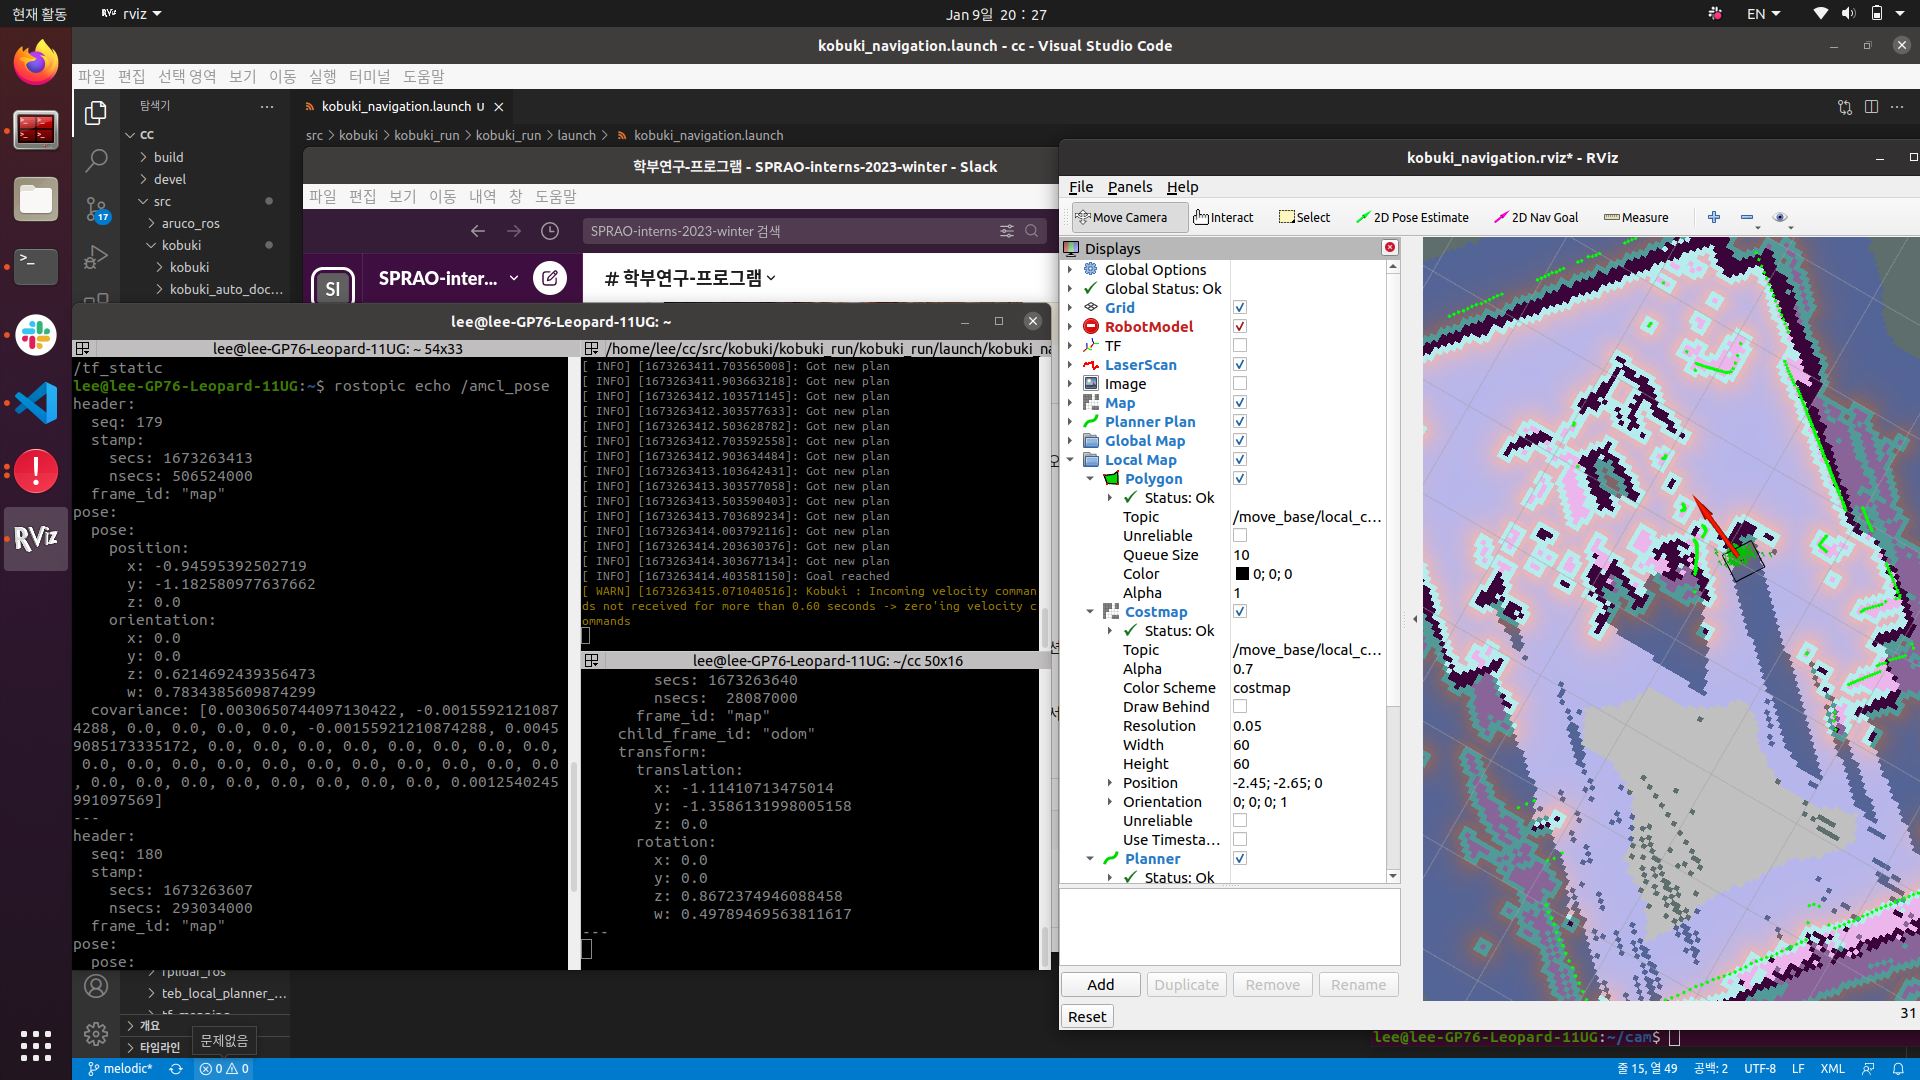 현재 활동
rviz
Jan 9일 20 : 27
EN
kobuki_navigation.launch - cc - Visual Studio Code
파일 편집 선택 영역 보기 이동 실행 터미널 도움말
탐색기
CC
build
devel
src
aruco_ros
kobuki
kobuki
kobuki_auto_doc...
17
kobuki_navigation.launch U
src > kobuki > kobuki_run > kobuki_run > launch > kobuki_navigation.launch
학부연구-프로그램 - SPRAO-interns-2023-winter - Slack
파일 편집 보기 이동 내역 창 도움말
SPRAO-interns-2023-winter 검색
SI
SPRAO-inter...
# 학부연구-프로그램
lee@lee-GP76-Leopard-11UG: ~
lee@lee-GP76-Leopard-11UG: ~ 54x33
/tf_static
lee@lee-GP76-Leopard-11UG:~$ rostopic echo /amcl_pose
header:
seq: 179
stamp:
secs: 1673263413
nsecs: 506524000
frame_id: "map"
pose:
pose:
position:
x: -0.94595392502719
y: -1.182580977637662
z: 0.0
orientation:
x: 0.0
y: 0.0
z: 0.6214692439356473
w: 0.7834385609874299
covariance: [0.0030650744097130422, -0.0015592121087
4288, 0.0, 0.0, 0.0, 0.0, -0.00155921210874288, 0.0045
9085173335172, 0.0, 0.0, 0.0, 0.0, 0.0, 0.0, 0.0, 0.0,
0.0, 0.0, 0.0, 0.0, 0.0, 0.0, 0.0, 0.0, 0.0, 0.0, 0.0
, 0.0, 0.0, 0.0, 0.0, 0.0, 0.0, 0.0, 0.0, 0.0012540245
991097569]
---
header:
seq: 180
stamp:
secs: 1673263607
nsecs: 293034000
frame_id: "map"
pose:
pose:
/home/lee/cc/src/kobuki/kobuki_run/kobuki_run/launch/kobuki_na
[ INFO] [1673263411.703565008]: Got new plan
[ INFO] [1673263411.903663218]: Got new plan
[ INFO] [1673263412.103571145]: Got new plan
[ INFO] [1673263412.303577633]: Got new plan
[ INFO] [1673263412.503628782]: Got new plan
[ INFO] [1673263412.703592558]: Got new plan
[ INFO] [1673263412.903634484]: Got new plan
[ INFO] [1673263413.103642431]: Got new plan
[ INFO] [1673263413.303577058]: Got new plan
[ INFO] [1673263413.503590403]: Got new plan
[ INFO] [1673263413.703689234]: Got new plan
[ INFO] [1673263414.003792116]: Got new plan
[ INFO] [1673263414.203630376]: Got new plan
[ INFO] [1673263414.303677134]: Got new plan
[ INFO] [1673263414.403581150]: Goal reached
[ WARN] [1673263415.071040516]: Kobuki : Incoming velocity comman
ds not received for more than 0.60 seconds -> zero'ing velocity c
ommands
lee@lee-GP76-Leopard-11UG: ~/cc 50x16
secs: 1673263640
nsecs: 28087000
frame_id: "map"
child_frame_id: "odom"
transform:
translation:
x: -1.11410713475014
y: -1.3586131998005158
z: 0.0
rotation:
x: 0.0
y: 0.0
z: 0.8672374946088458
w: 0.49789469563811617
---
kobuki_navigation.rviz* - RViz
File Panels Help
Move Camera Interact Select 2D Pose Estimate 2D Nav Goal Measure
Displays
Global Options
Global Status: Ok
Grid
RobotModel
TF
LaserScan
Image
Map
Planner Plan
Global Map
Local Map
Polygon
Status: Ok
Topic /move_base/local_c...
Unreliable
Queue Size 10
Color 0; 0; 0
Alpha 1
Costmap
Status: Ok
Topic /move_base/local_c...
Alpha 0.7
Color Scheme costmap
Draw Behind
Resolution 0.05
Width 60
Height 60
Position -2.45; -2.65; 0
Orientation 0; 0; 0; 1
Unreliable
Use Timesta...
Planner
Status: Ok
Add Duplicate Remove Rename
Reset
31
RViz
rplidar_ros
teb_local_planner_...
개요
타임라인
문제없음
lee@lee-GP76-Leopard-11UG:~/cam$
melodic* 0 0
줄 15, 열 49 공백: 2 UTF-8 LF XML